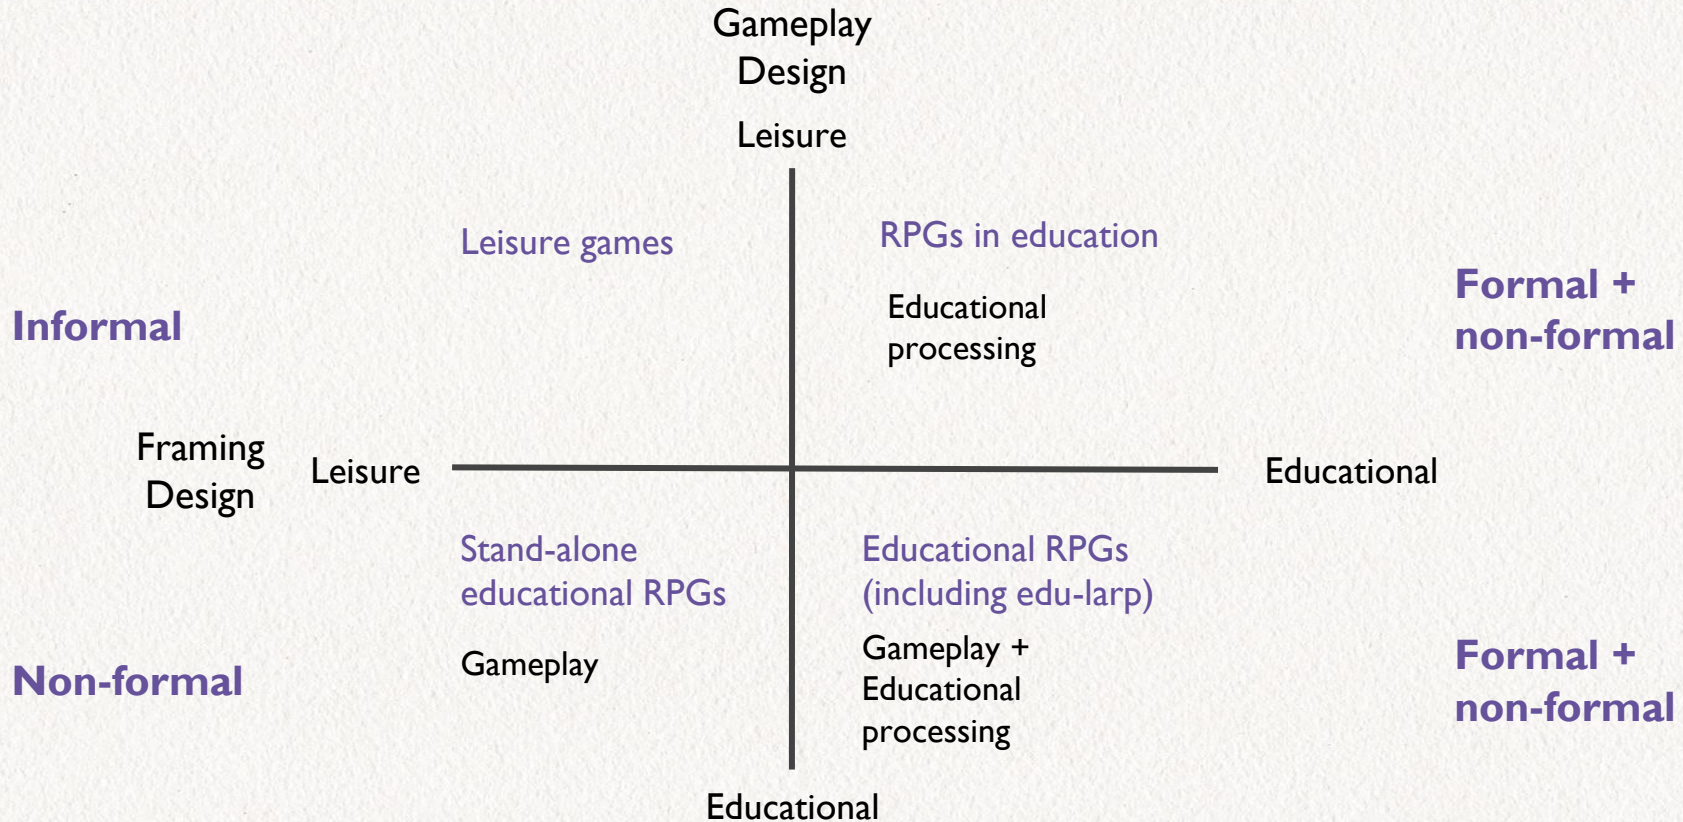 Gameplay
Design
Leisure
Leisure games
RPGs in education
Educational
processing
Informal
Formal +
non-formal
Framing
Design
Leisure
Educational
Stand-alone
educational RPGs
Gameplay
Educational RPGs
(including edu-larp)
Gameplay +
Educational
processing
Non-formal
Formal +
non-formal
Educational